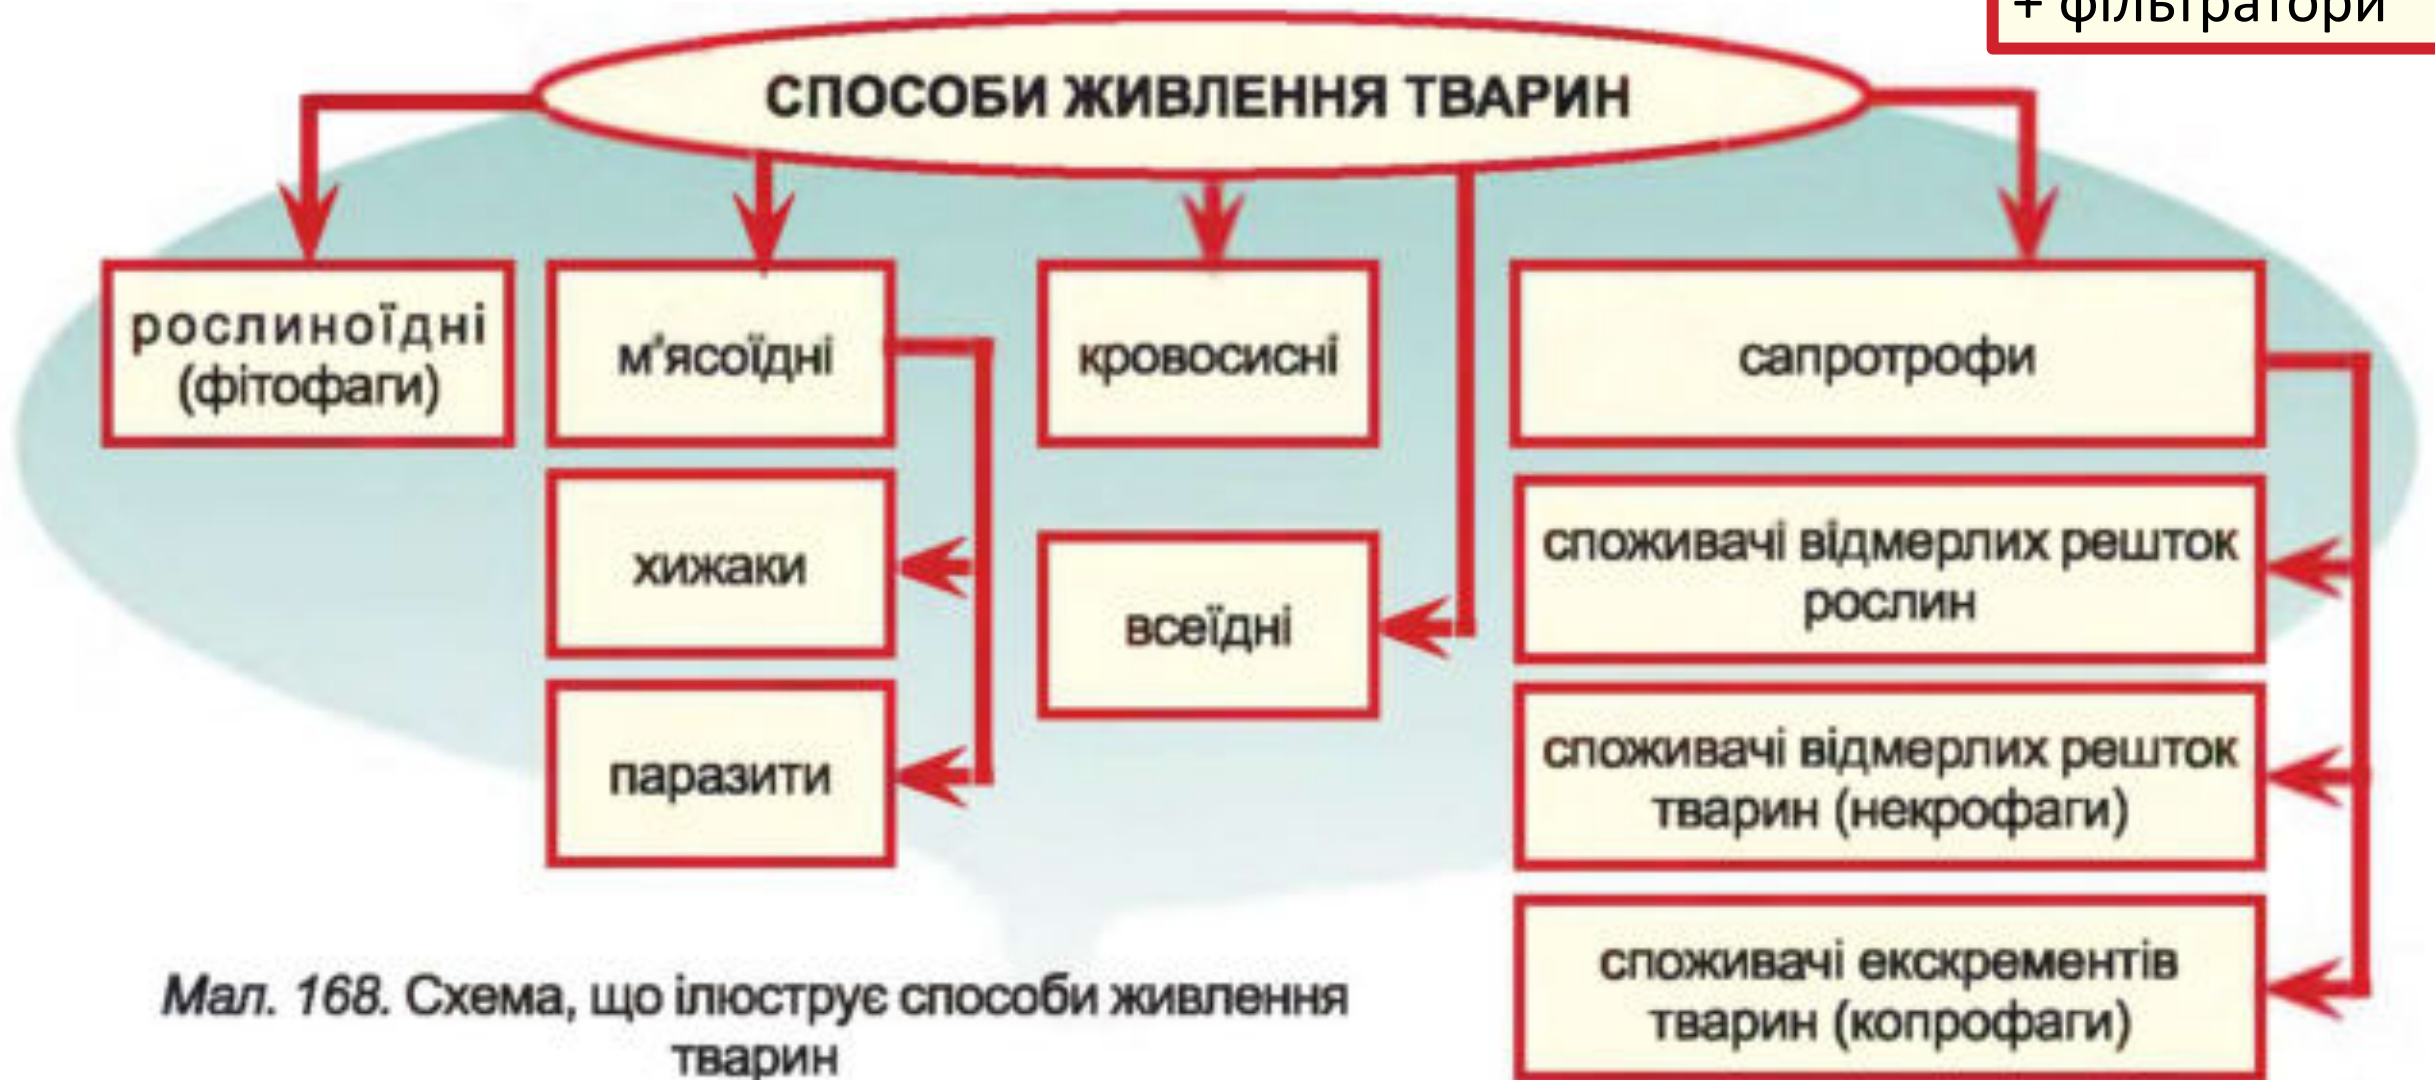 + фільтратори
СПОСОБИ ЖИВЛЕННЯ ТВАРИН
рослиноїдні
(фітофаги)
м'ясоїдні
кровосисні
сапротрофи
хижаки
паразити
всеїдні
споживачі відмерлих решток
рослин
споживачі відмерлих решток
тварин (некрофаги)
споживачі екскрементів
тварин (копрофаги)
Мал. 168. Схема, що ілюструє способи живлення
тварин